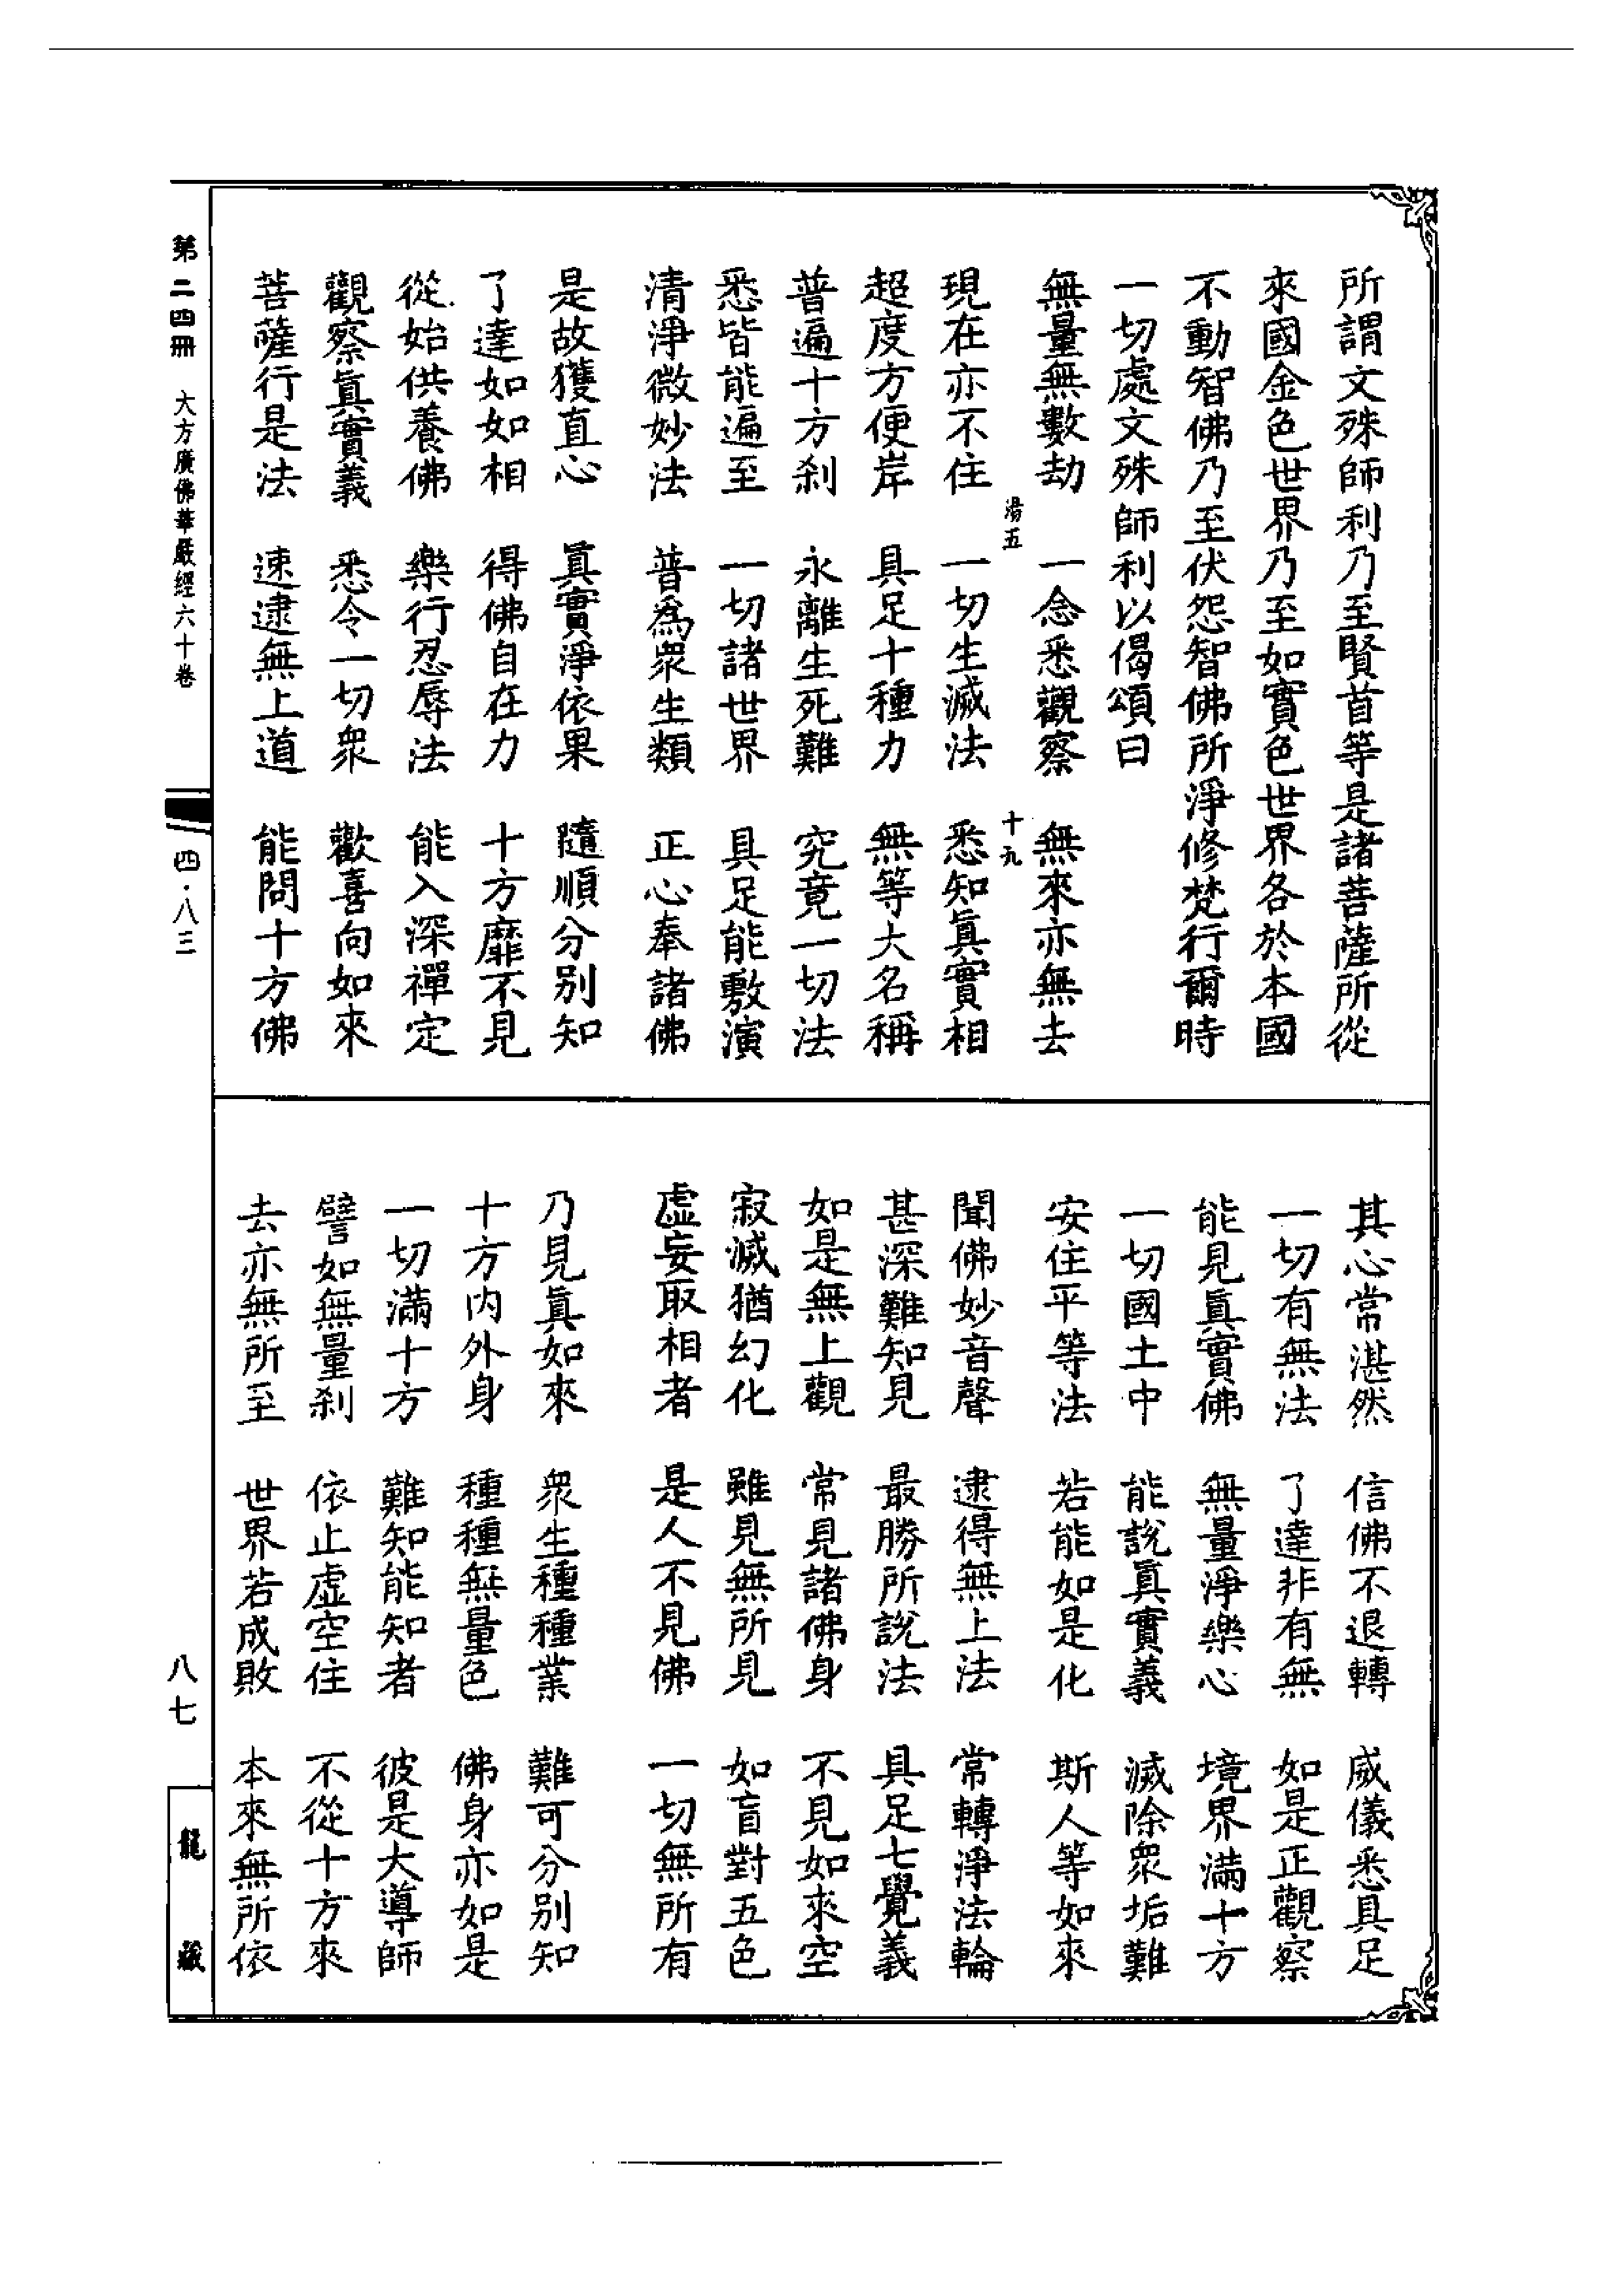 所謂文殊師利乃至賢首等是諸菩薩所從
來國金色世界乃至如實色世界各於本國
不動智佛乃至伏怨智佛所淨修梵行爾時
一切處文殊師利以偈頌曰
無量無數劫　一念悉觀察　無來亦無去
湯五　十九
現在亦不住　一切生滅法　悉知眞實相
超度方便岸　具足十種力　無等大名稱
普遍十方刹　永離生死難　究竟一切法
悉皆能遍至　一切諸世界　具足能敷演
清淨微妙法　普爲衆生類　正心奉諸佛
是故獲直心　眞實淨依果　隨順分别知
了達如如相　得佛自在力　十方靡不見
從始供養佛　樂行忍辱法　能入深禪定
觀察眞實義　悉令一切衆　歡喜向如來
菩薩行是法　速逮無上道　能問十方佛
其心常湛然　信佛不退轉　威儀悉具足
一切有無法　了達非有無　如是正觀察
能見眞實佛　無量淨樂心　境界滿十方
一切國土中　能説眞實義　滅除衆垢難
安住平等法　若能如是化　斯人等如來
聞佛妙音聲　逮得無上法　常轉淨法輪
甚深難知見　最勝所説法　具足七覺義
如是無上觀　常見諸佛身　不見如來空
寂滅猶幻化　雖見無所見　如盲對五色
虚妄取相者　是人不見佛　一切無所有
乃見眞如來　衆生種種業　難可分别知
十方内外身　種種無量色　佛身亦如是
一切滿十方　難知能知者　彼是大導師
譬如無量刹　依止虚空住　不從十方來
去亦無所至　世界若成敗　本來無所依
第二四冊　大方廣佛華嚴經六十卷　四·八三　八七　龍藏